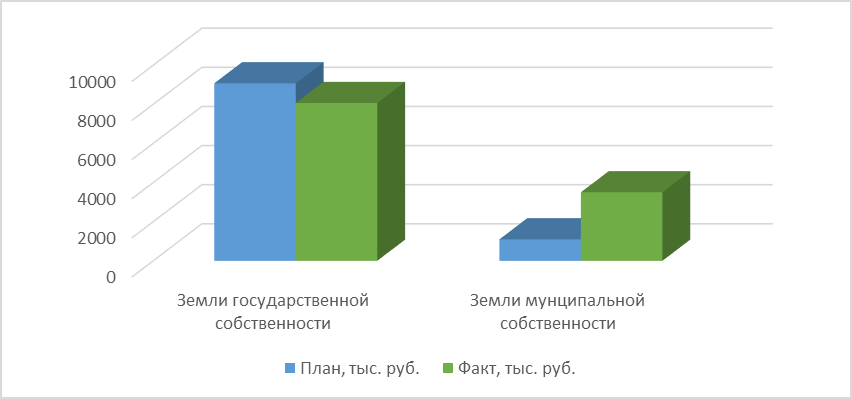 10000
8000
6000
4000
2000
0
Земли государственной
собственности
Земли мунципальной
собственности
План, тыс. руб.
Факт, тыс. руб.